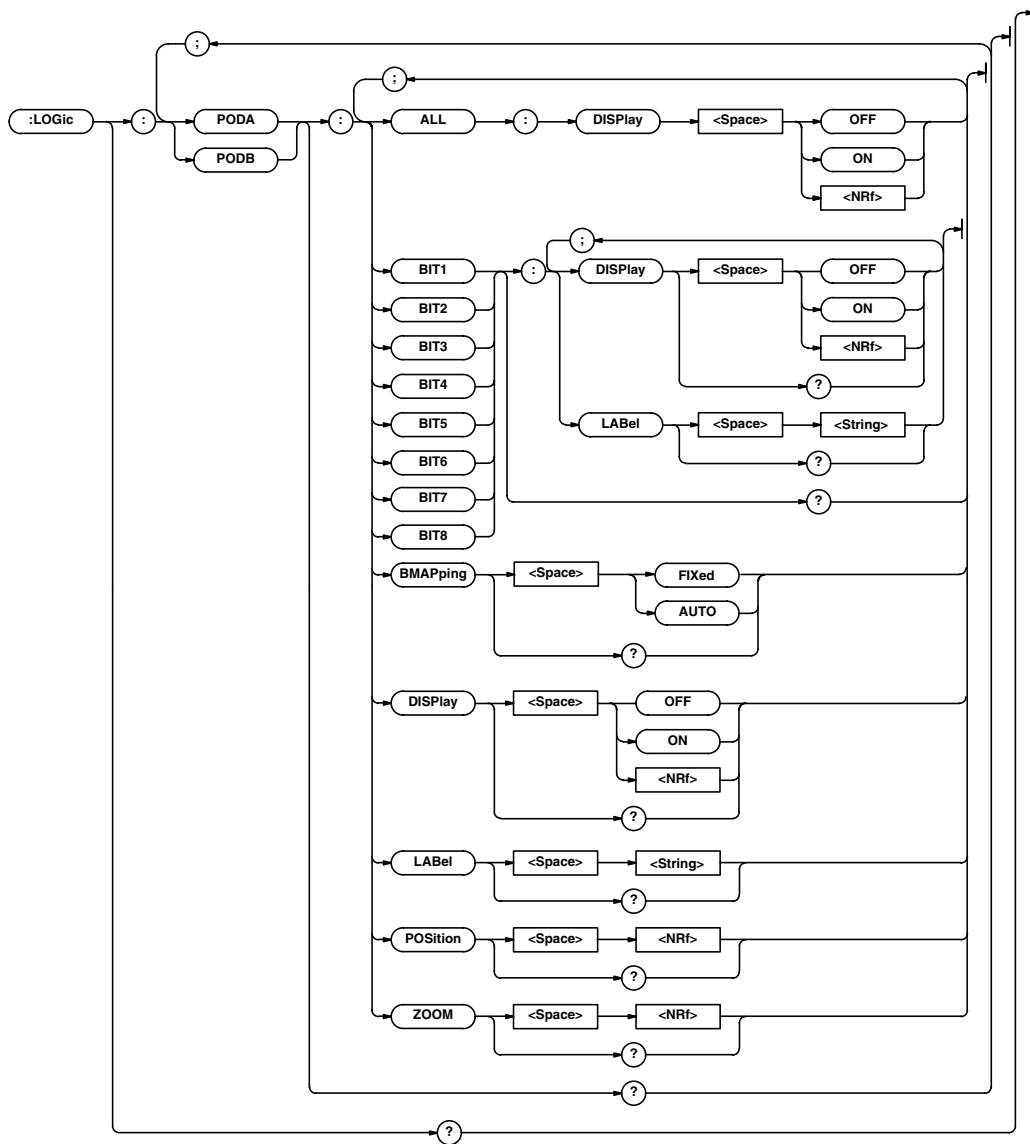 ;
;
:LOGic : PODA : ALL : DISPlay <Space> OFF
PODB ON
<NRf>
;
BIT1 : DISPlay <Space> OFF
BIT2 ON
BIT3 <NRf>
BIT4 ?
BIT5 LABel <Space> <String>
BIT6 ?
BIT7 ?
BIT8
BMAPping <Space> FIXed
AUTO
?
DISPlay <Space> OFF
ON
<NRf>
?
LABel <Space> <String>
?
POSition <Space> <NRf>
?
ZOOM <Space> <NRf>
?
?
?